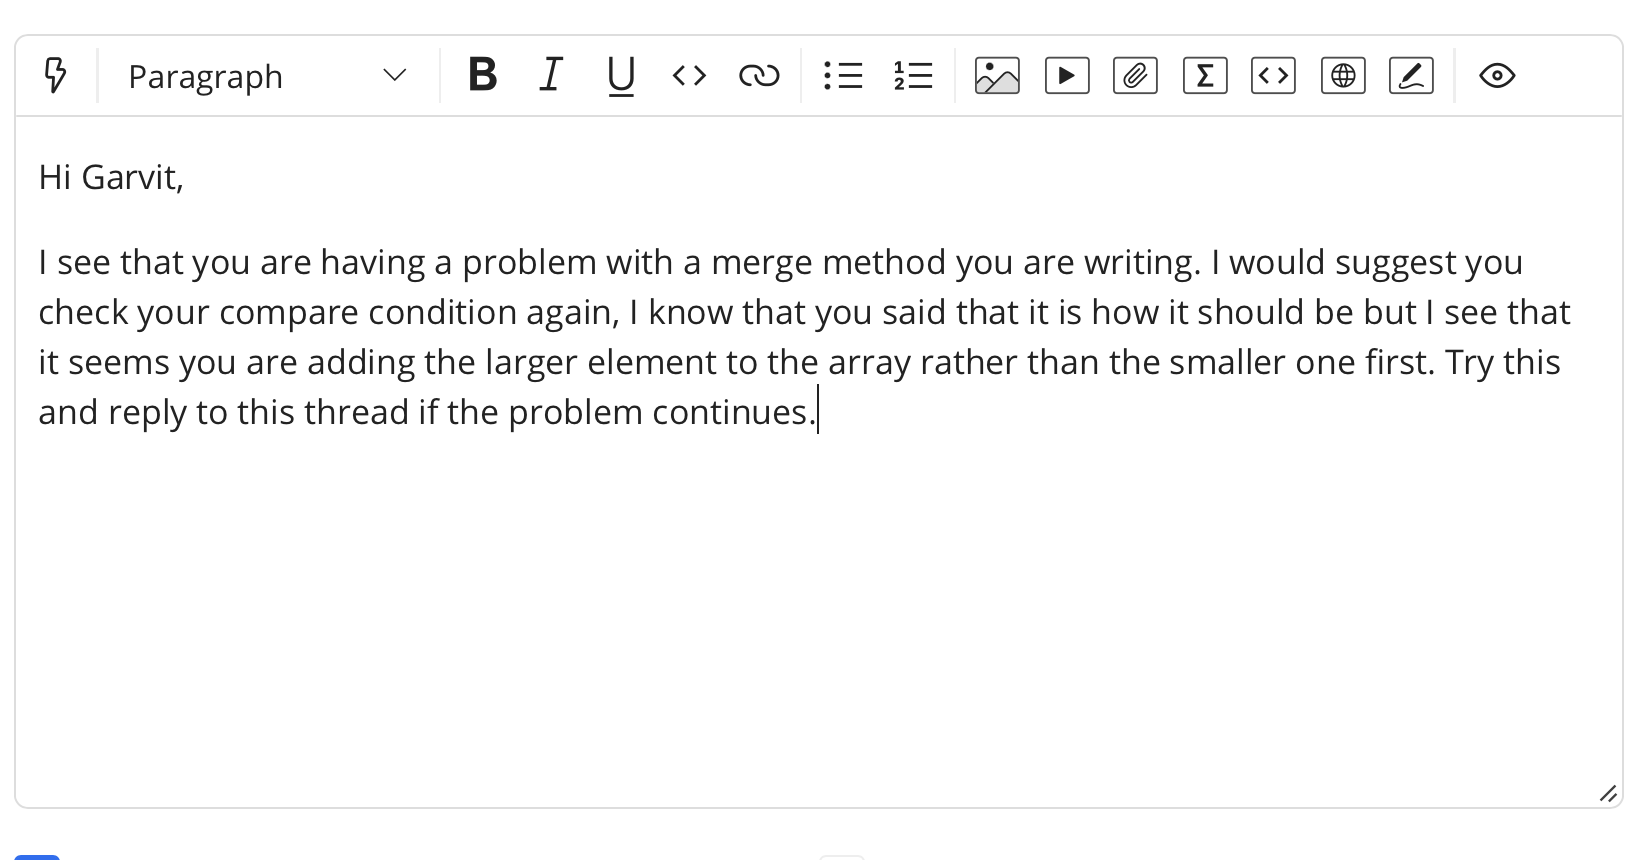 Paragraph B I U
Hi Garvit,
I see that you are having a problem with a merge method you are writing. I would suggest you
check your compare condition again, I know that you said that it is how it should be but I see that
it seems you are adding the larger element to the array rather than the smaller one first. Try this
and reply to this thread if the problem continues.